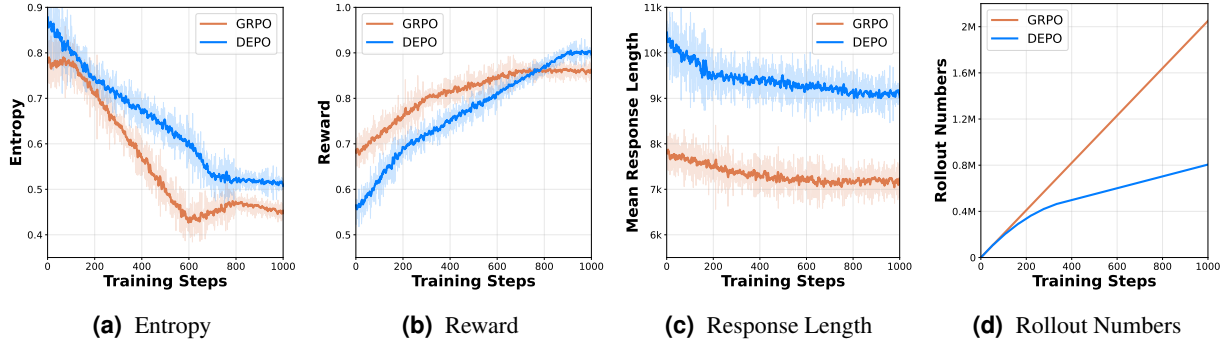 0.9
0.8
0.7
0.6
0.5
0.4
Entropy
GRPO
DEPO
0
200
400
600
800
1000
Training Steps
(a) Entropy
1.0
0.9
0.8
0.7
0.6
0.5
Reward
GRPO
DEPO
0
200
400
600
800
1000
Training Steps
(b) Reward
11k
10k
9k
8k
7k
6k
Mean Response Length
GRPO
DEPO
0
200
400
600
800
1000
Training Steps
(c) Response Length
2M
1.6M
1.2M
0.8M
0.4M
0
Rollout Numbers
GRPO
DEPO
0
200
400
600
800
1000
Training Steps
(d) Rollout Numbers